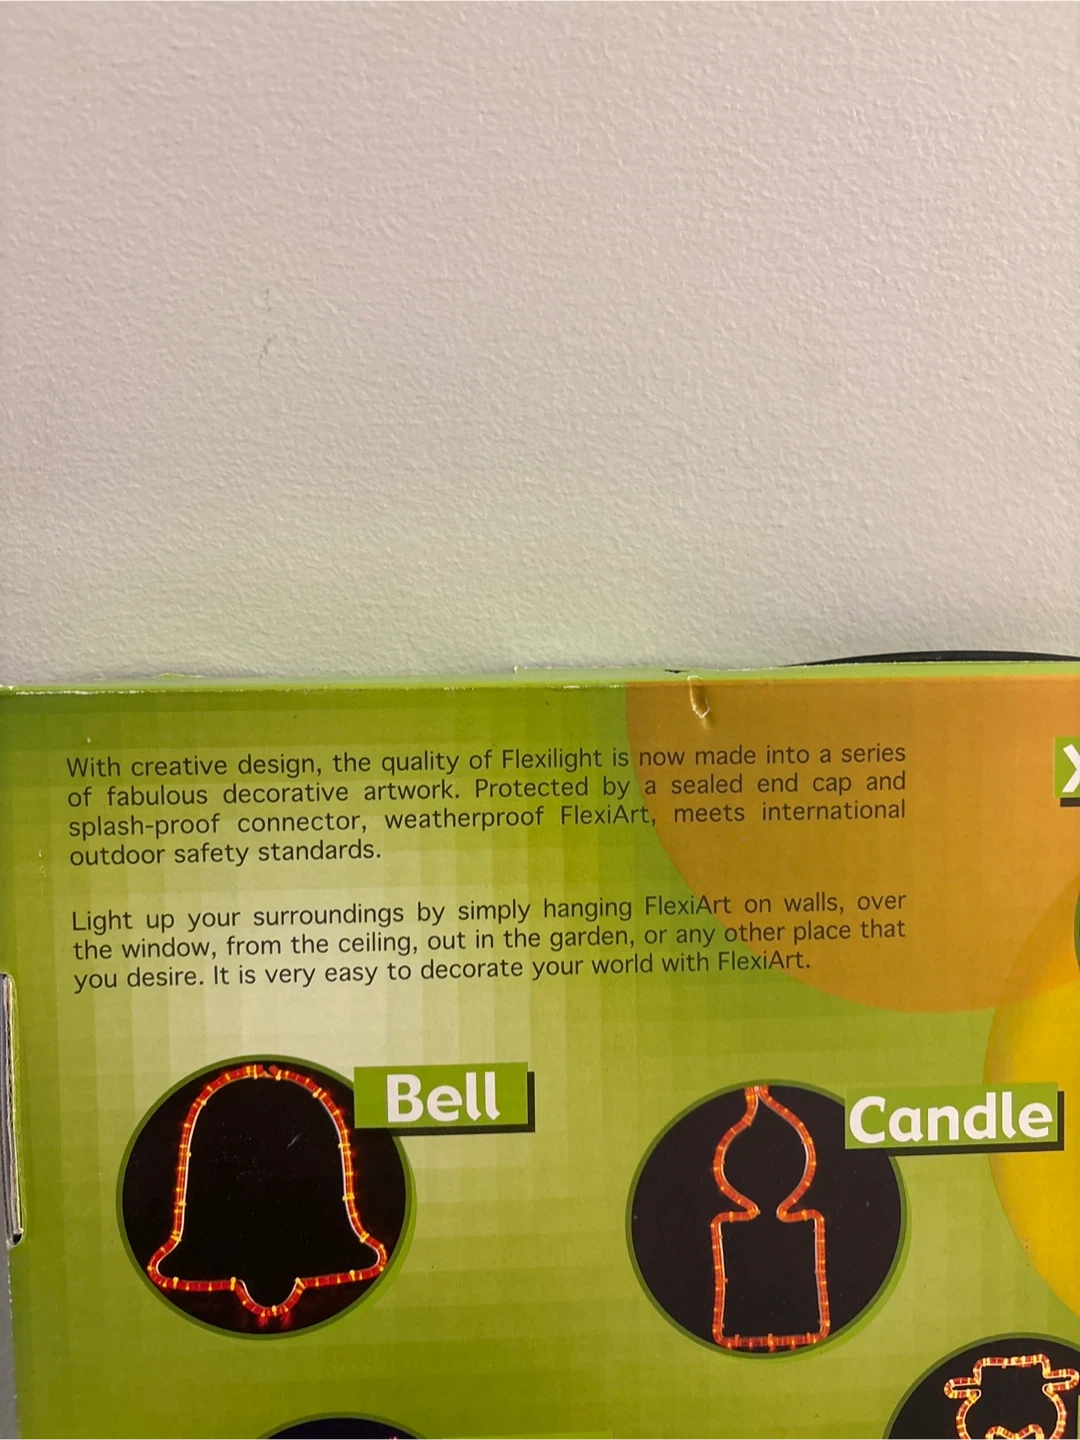 With creative design, the quality of Flexilight is now made into a series
of fabulous decorative artwork. Protected by a sealed end cap and
splash-proof connector, weatherproof FlexiArt, meets international
outdoor safety standards.
Light up your surroundings by simply hanging FlexiArt on walls, over
the window, from the ceiling, out in the garden, or any other place that
you desire. It is very easy to decorate your world with FlexiArt.
Bell
Candle